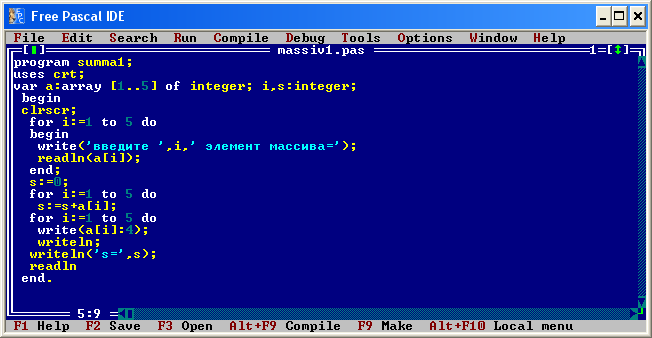 Free Pascal IDE
File Edit Search Run Compile Debug Tools Options Window Help
[■] massiv1.pas 1=[↕]
program summa1;
uses crt;
var a:array [1..5] of integer; i,s:integer;
begin
clrscr;
for i:=1 to 5 do
begin
write('введите ',i,' элемент массива=');
readln(a[i]);
end;
s:=0;
for i:=1 to 5 do
s:=s+a[i];
for i:=1 to 5 do
write(a[i]:4);
writeln;
writeln('s=',s);
readln
end.
5:9
F1 Help F2 Save F3 Open Alt+F9 Compile F9 Make Alt+F10 Local menu